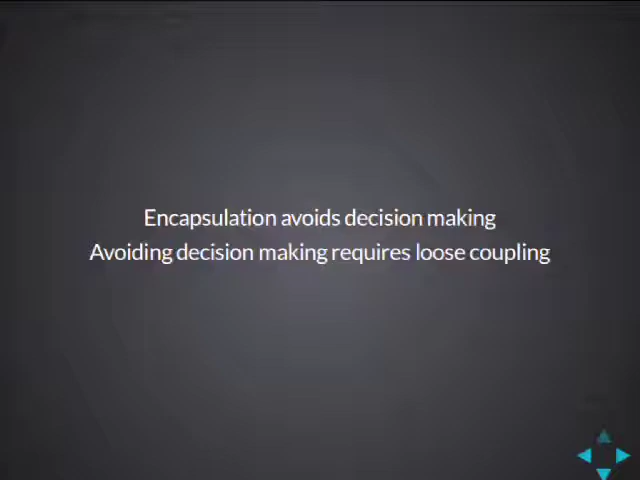 Encapsulation avoids decision making
Avoiding decision making requires loose coupling